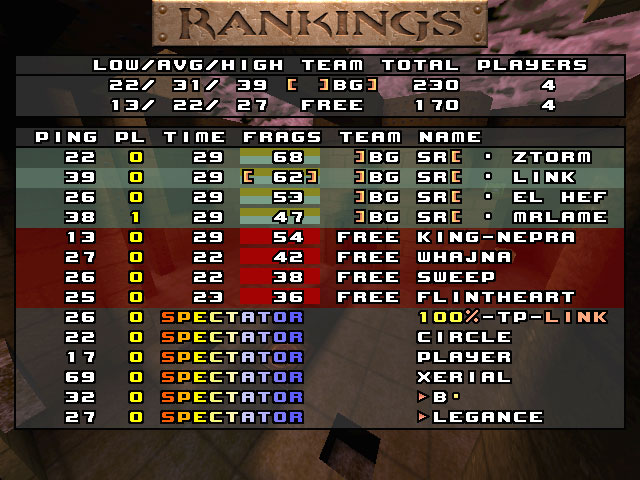 RANKINGS
LOW/AVG/HIGH TEAM TOTAL PLAYERS
22/ 31/ 39 [ ]BG] 230 4
13/ 22/ 27 FREE 170 4
PING PL TIME FRAGS TEAM NAME
22 0 29 68 ]BG SR[ · ZTORM
39 0 29 [ 62] ]BG SR[ · LINK
26 0 29 53 ]BG SR[ · EL HEF
38 1 29 47 ]BG SR[ · MRLAME
13 0 29 54 FREE KING-NEPRA
27 0 22 42 FREE WHAJNA
26 0 22 38 FREE SWEEP
25 0 23 36 FREE FLINTHEART
26 0 SPECTATOR 100%-TP-LINK
22 0 SPECTATOR CIRCLE
17 0 SPECTATOR PLAYER
69 0 SPECTATOR XERIAL
32 0 SPECTATOR ►B·
27 0 SPECTATOR ►LEGANCE